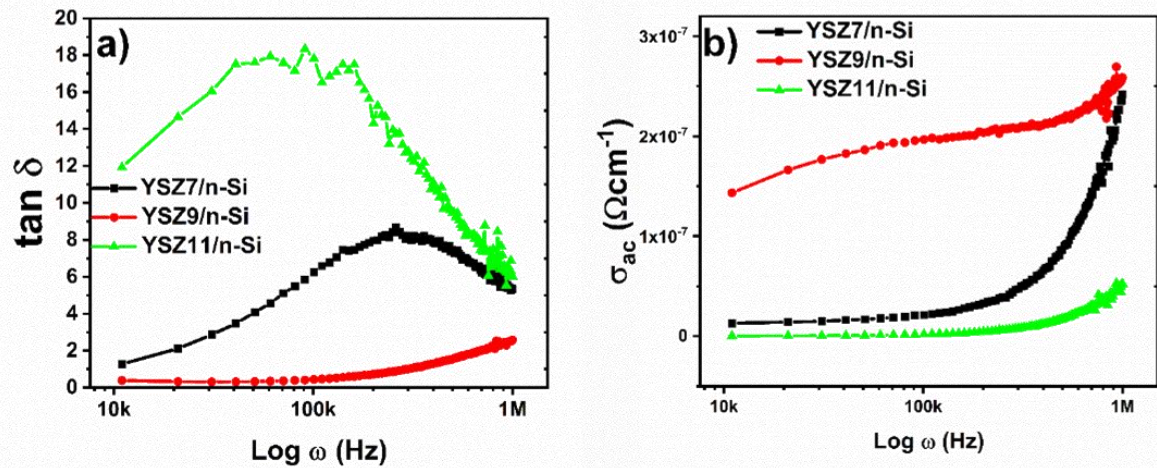 a)
20
18
16
14
12
10
8
6
4
2
0
tan δ
YSZ7/n-Si
YSZ9/n-Si
YSZ11/n-Si
10k 100k 1M
Log ω (Hz)
b)
3x10⁻⁷
2x10⁻⁷
1x10⁻⁷
0
σac (Ωcm⁻¹)
YSZ7/n-Si
YSZ9/n-Si
YSZ11/n-Si
10k 100k 1M
Log ω (Hz)